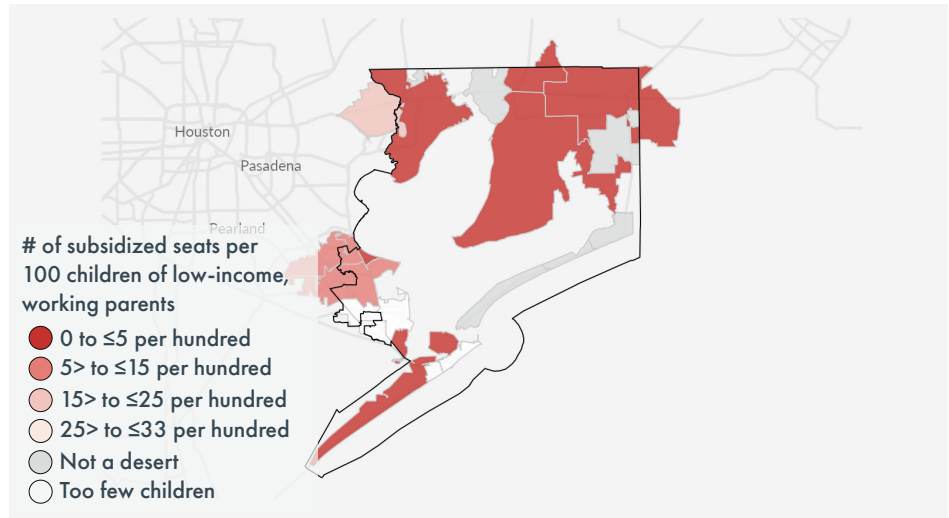 Houston
Pasadena
Pearland
# of subsidized seats per
100 children of low-income,
working parents
0 to ≤5 per hundred
5> to ≤15 per hundred
15> to ≤25 per hundred
25> to ≤33 per hundred
Not a desert
Too few children